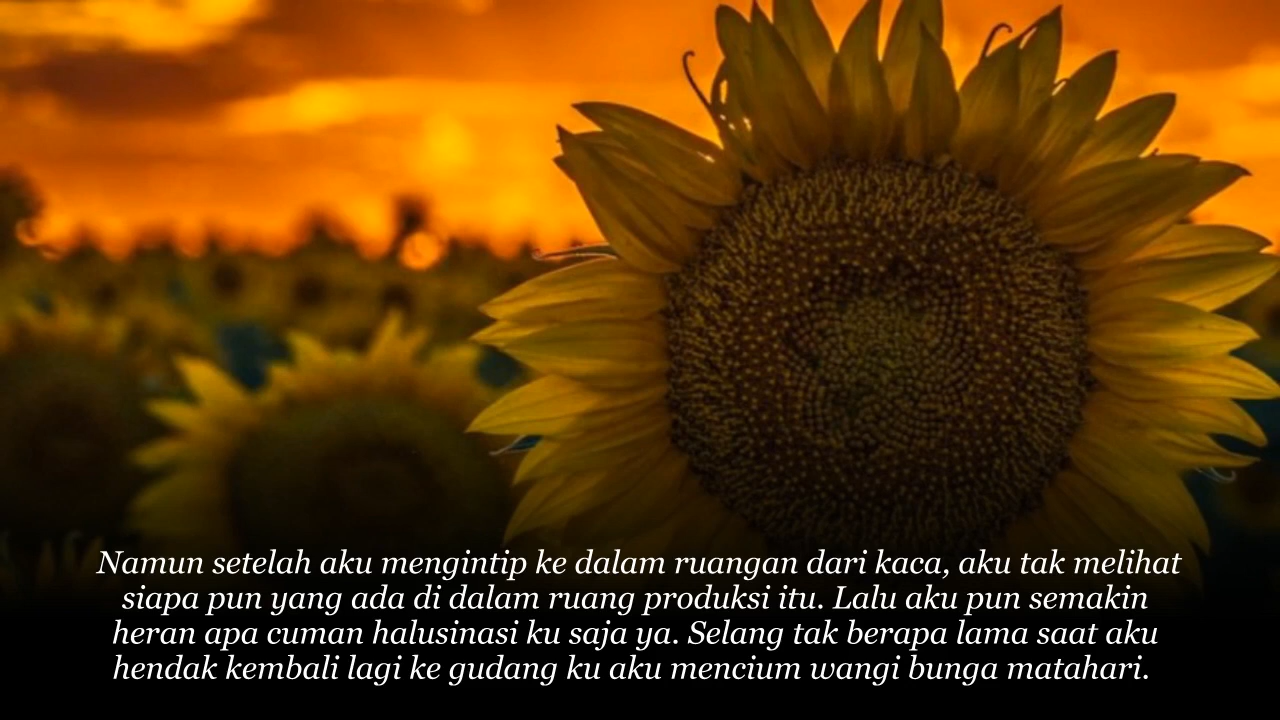 Namun setelah aku mengintip ke dalam ruangan dari kaca, aku tak melihat
siapa pun yang ada di dalam ruang produksi itu. Lalu aku pun semakin
heran apa cuman halusinasi ku saja ya. Selang tak berapa lama saat aku
hendak kembali lagi ke gudang ku aku mencium wangi bunga matahari.